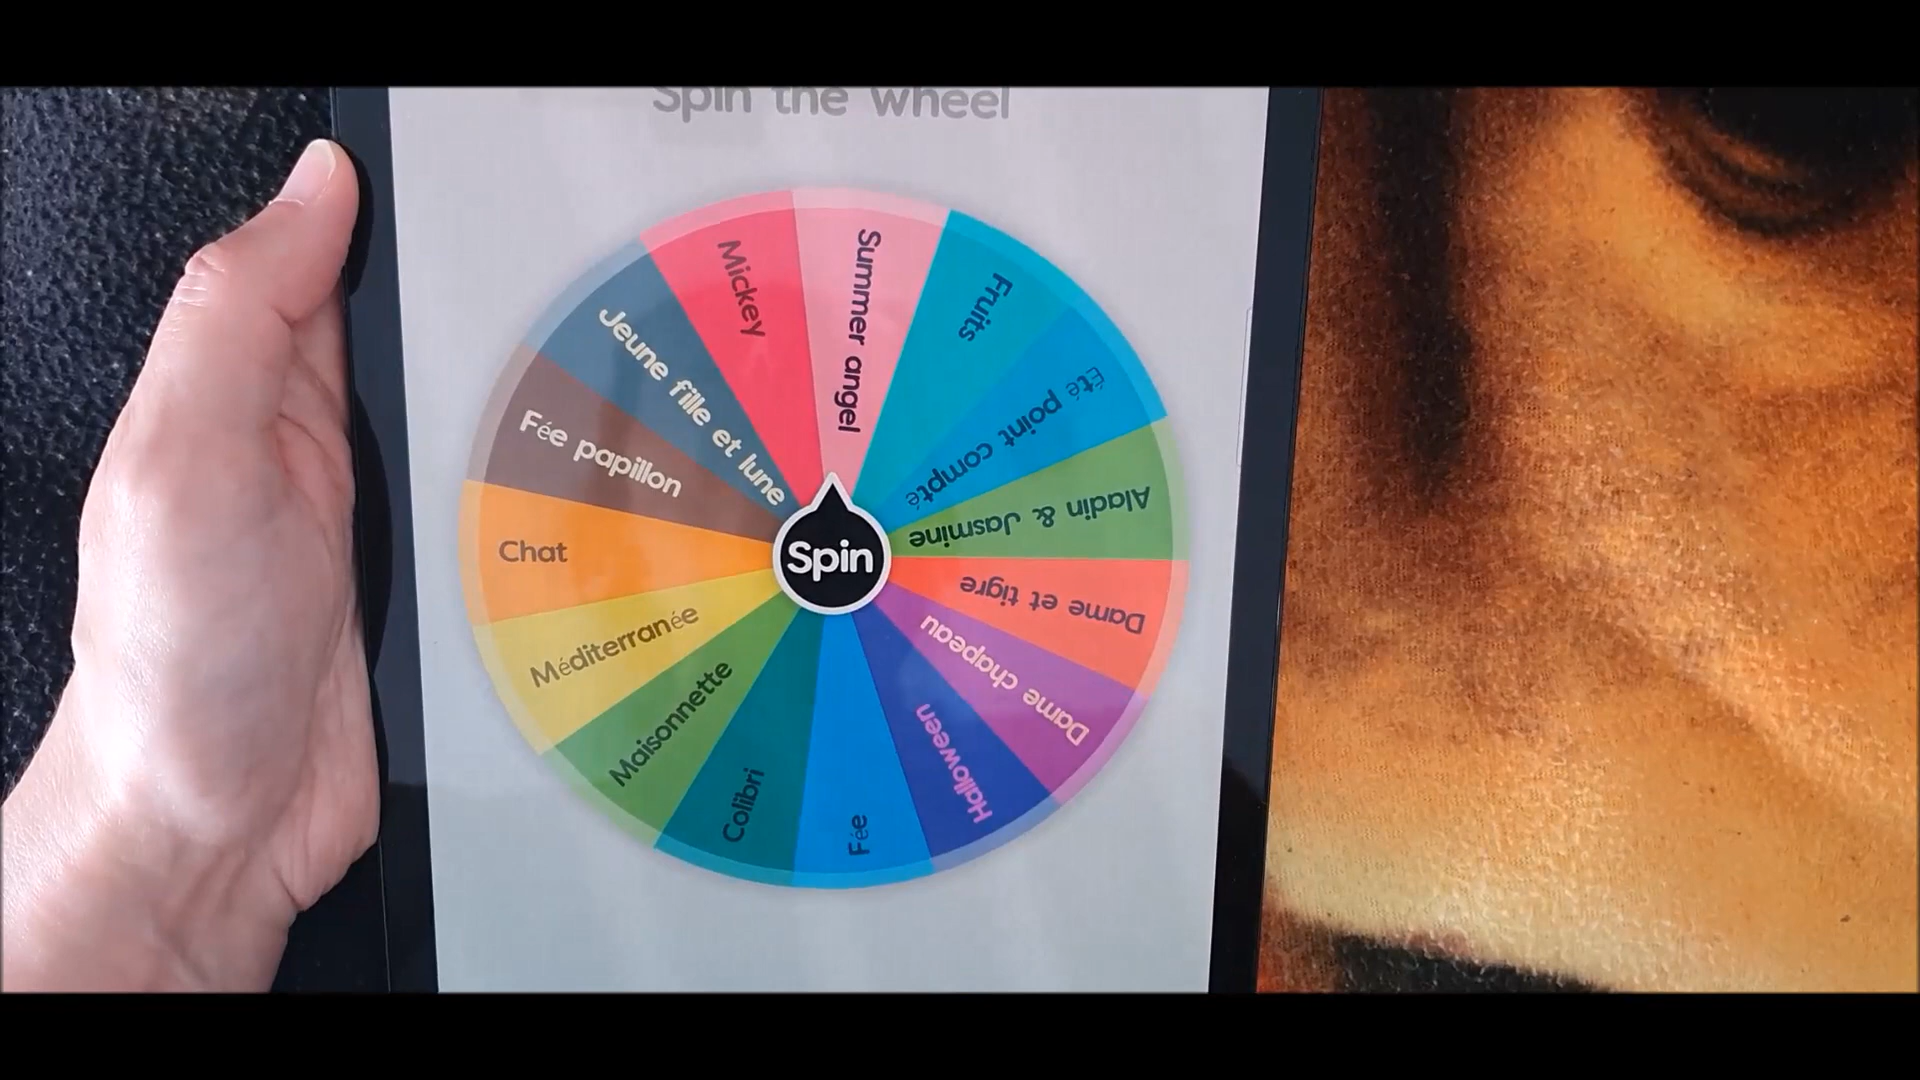 Spin the wheel
Summer angel
Fruits
Été point compté
Aladin & Jasmine
Dame et tigre
Dame chapeau
Halloween
Fée
Colibri
Maisonnette
Méditerranée
Chat
Fée papillon
Jeune fille et lune
Mickey
Spin